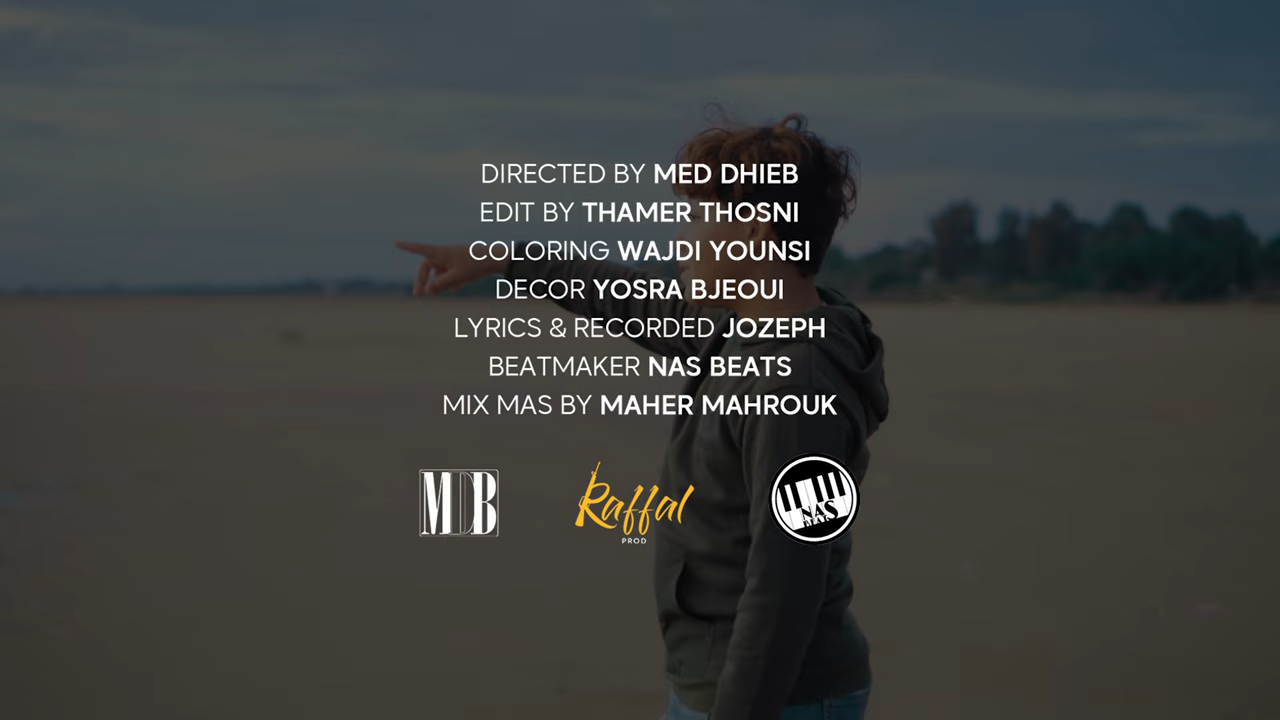 DIRECTED BY MED DHIEB
EDIT BY THAMER THOSNI
COLORING WAJDI YOUNSI
DECOR YOSRA BJEOUI
LYRICS & RECORDED JOZEPH
BEATMAKER NAS BEATS
MIX MAS BY MAHER MAHROUK
MDB
Raffal
PROD
NAS
BEATS